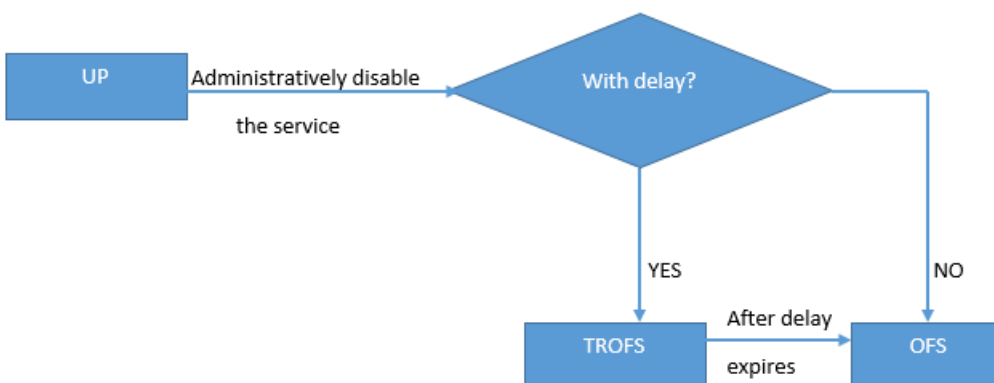 UP
Administratively disable
the service
With delay?
YES
NO
TROFS
After delay
expires
OFS